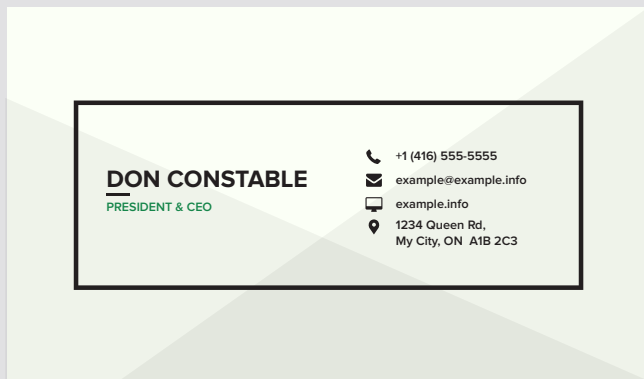 DON CONSTABLE
PRESIDENT & CEO
+1 (416) 555-5555
example@example.info
example.info
1234 Queen Rd,
My City, ON  A1B 2C3